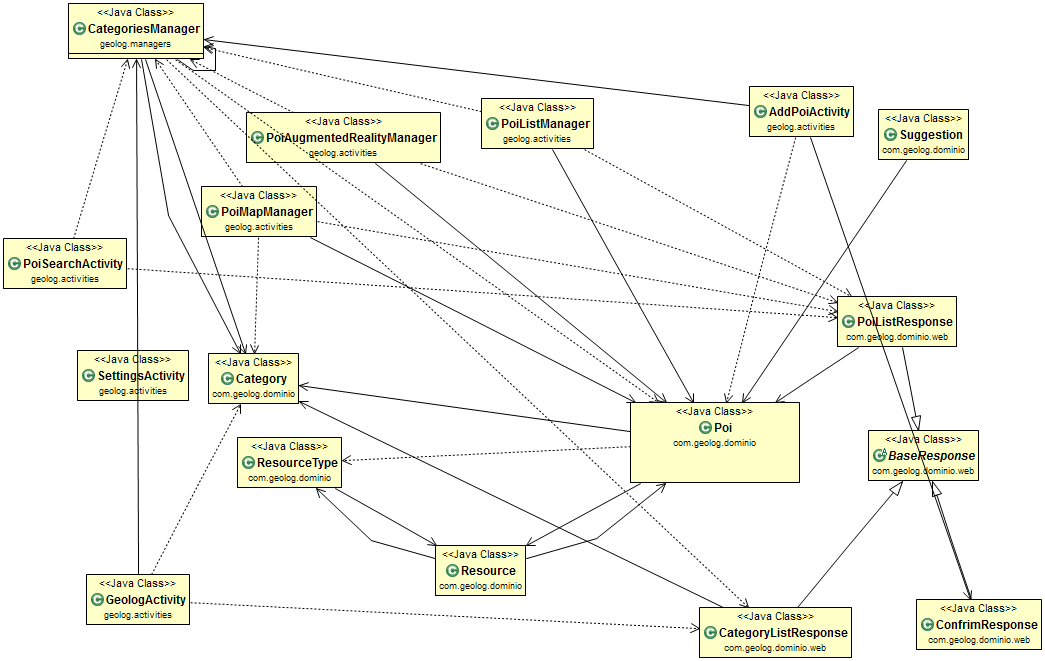 <<Java Class>>
CategoriesManager
geolog.managers
<<Java Class>>
AddPoiActivity
geolog.activities
<<Java Class>>
PoiListManager
geolog.activities
<<Java Class>>
Suggestion
com.geolog.dominio
<<Java Class>>
PoiAugmentedRealityManager
geolog.activities
<<Java Class>>
PoiMapManager
geolog.activities
<<Java Class>>
PoiSearchActivity
geolog.activities
<<Java Class>>
PoiListResponse
com.geolog.dominio.web
<<Java Class>>
SettingsActivity
geolog.activities
<<Java Class>>
Category
com.geolog.dominio
<<Java Class>>
Poi
com.geolog.dominio
<<Java Class>>
BaseResponse
com.geolog.dominio.web
<<Java Class>>
ResourceType
com.geolog.dominio
<<Java Class>>
Resource
com.geolog.dominio
<<Java Class>>
GeologActivity
geolog.activities
<<Java Class>>
CategoryListResponse
com.geolog.dominio.web
<<Java Class>>
ConfrimResponse
com.geolog.dominio.web